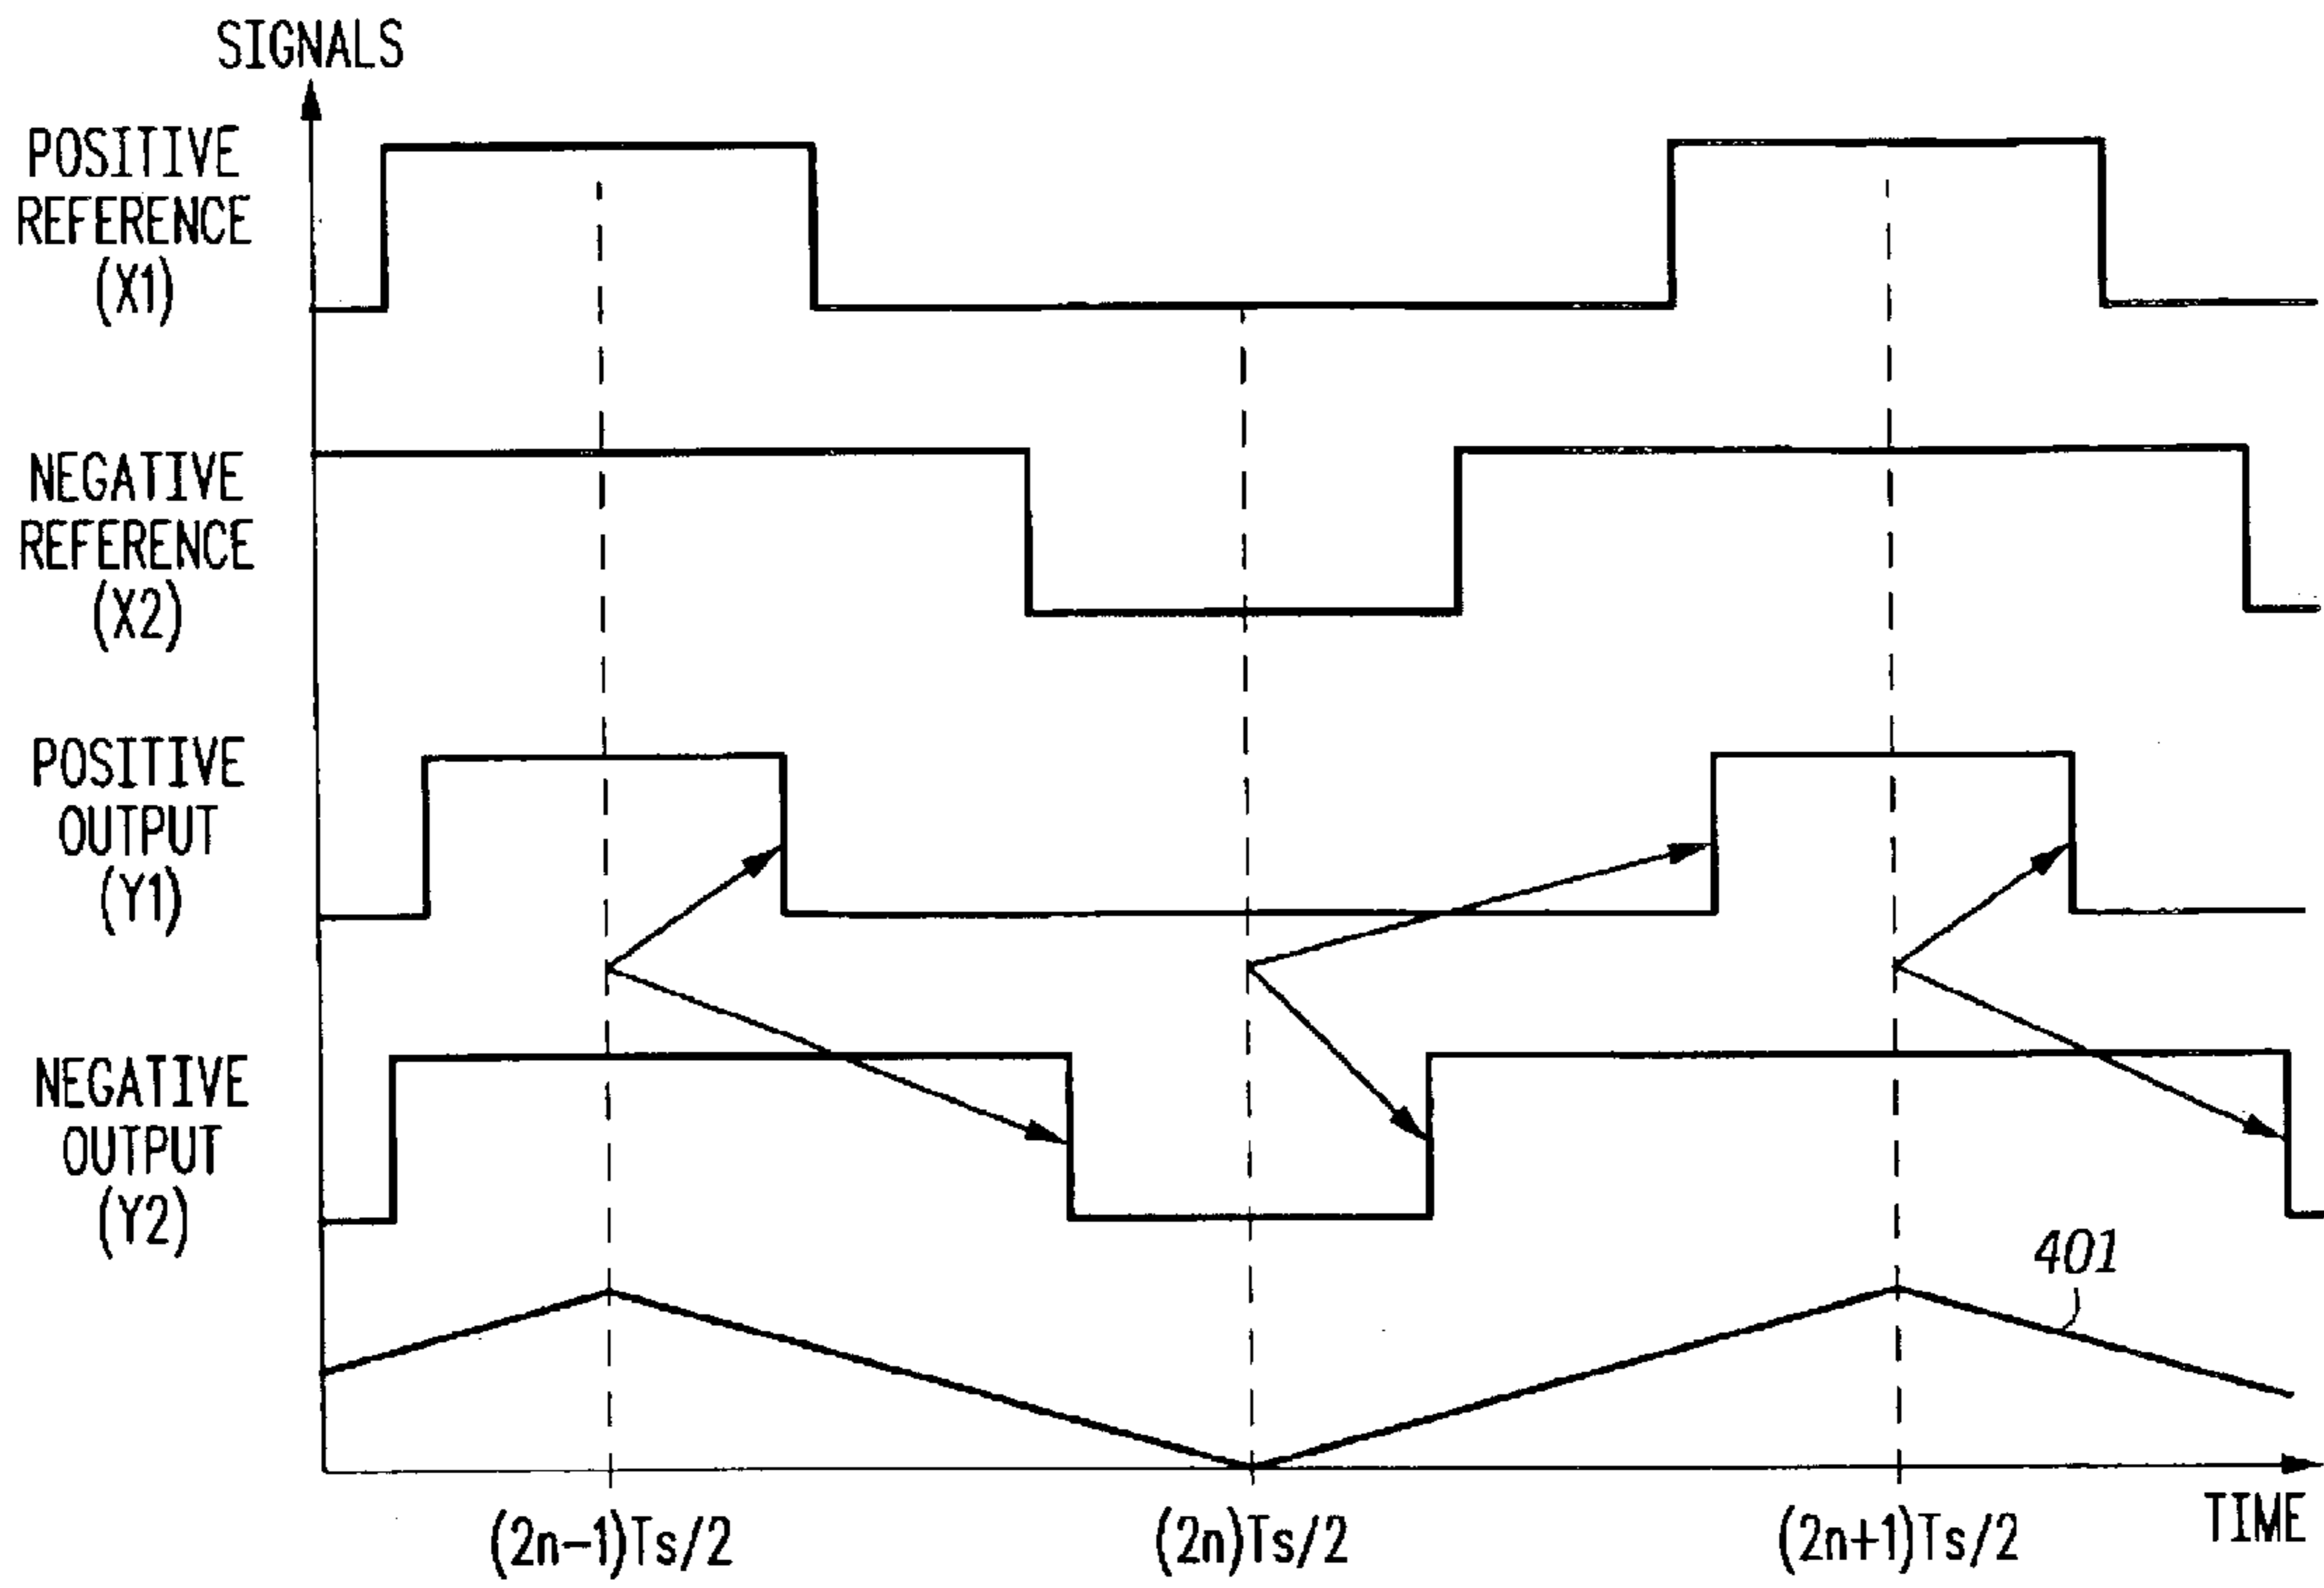 SIGNALS
POSITIVE
REFERENCE
(X1)
NEGATIVE
REFERENCE
(X2)
POSITIVE
OUTPUT
(Y1)
NEGATIVE
OUTPUT
(Y2)
401
(2n-1)Ts/2
(2n)Ts/2
(2n+1)Ts/2
TIME